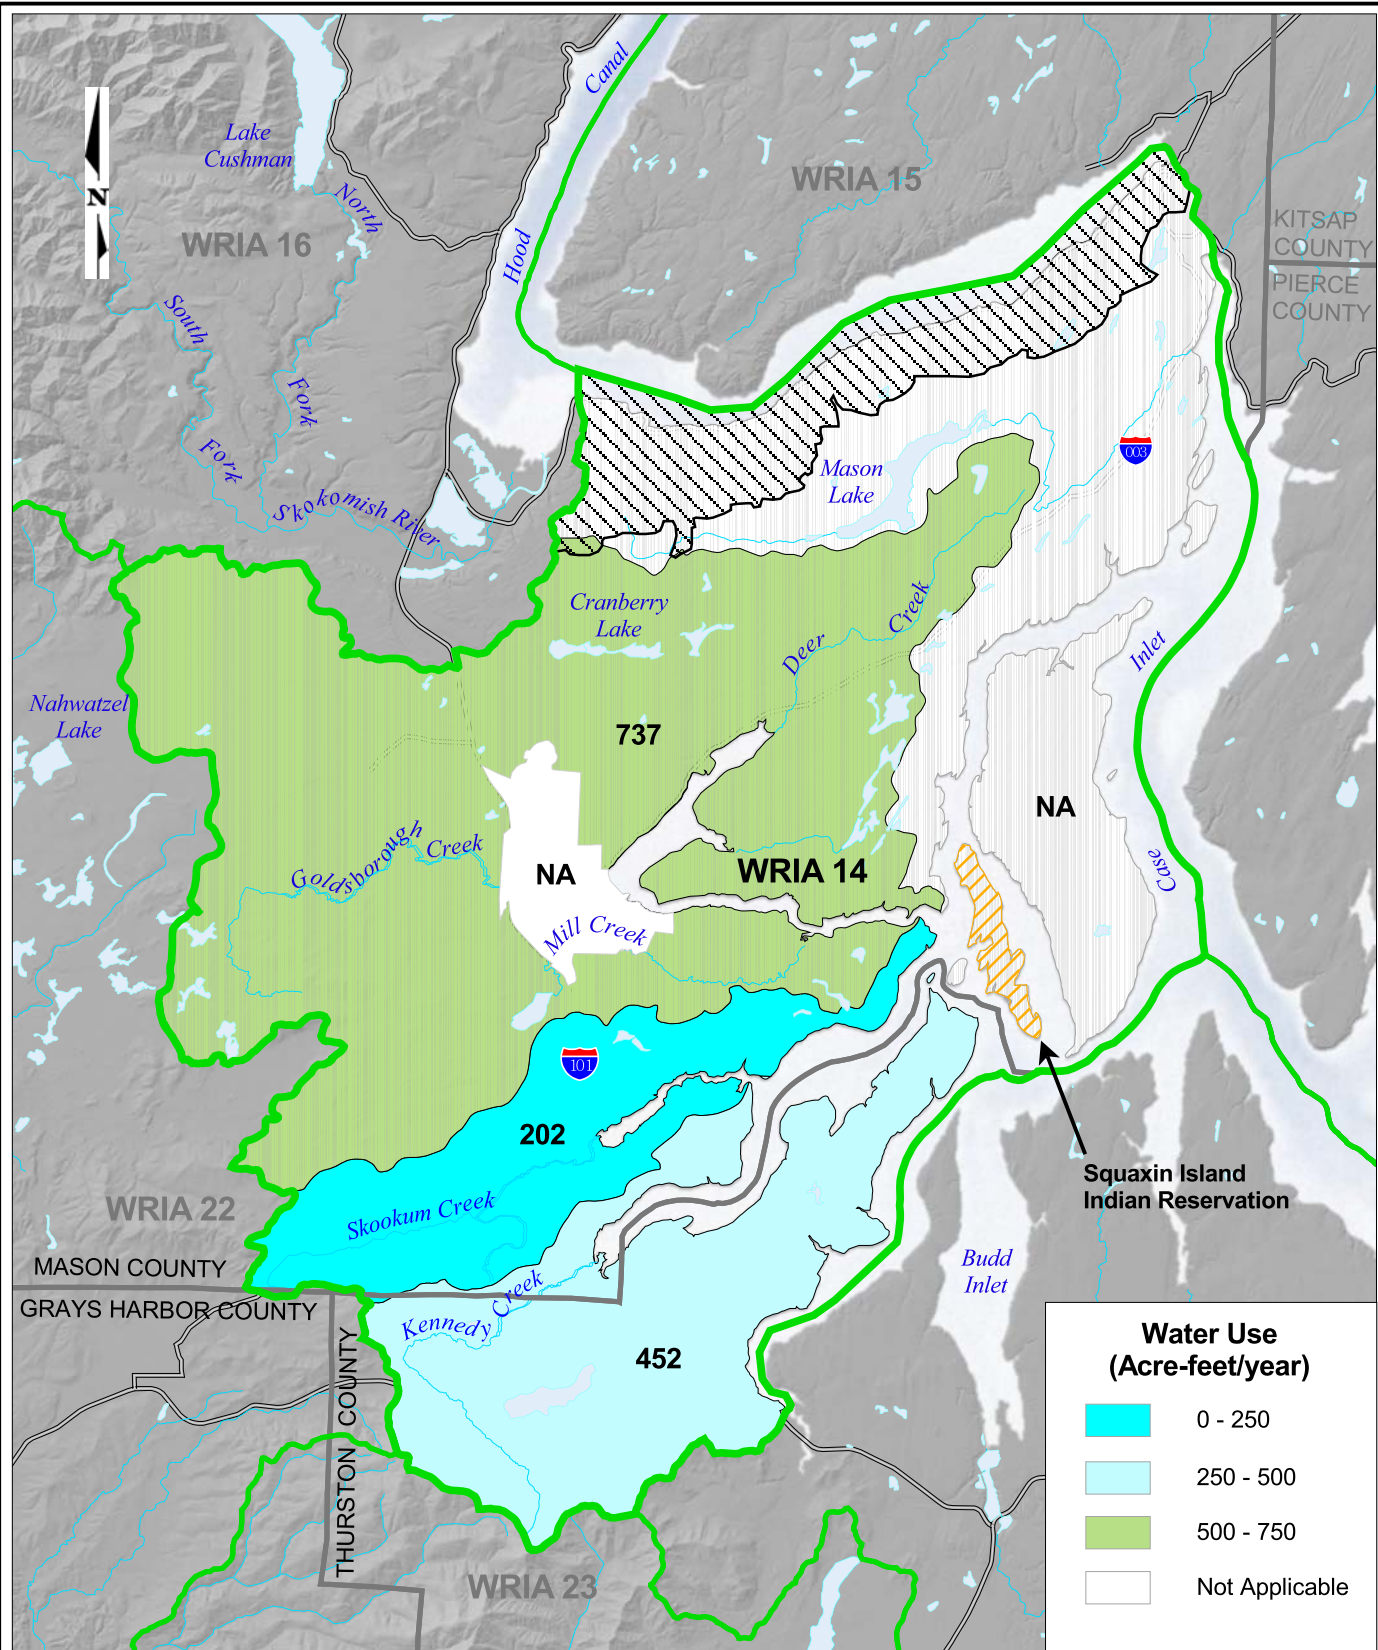 Canal
Hood
Lake
Cushman
North
N
WRIA 15
WRIA 16
KITSAP
COUNTY
PIERCE
COUNTY
South
Fork
Fork
Skokomish River
Mason
Lake
003
Cranberry
Lake
Deer Creek
Inlet
Case
Nahwatzel
Lake
737
NA
Goldsborough Creek
NA
WRIA 14
Mill Creek
101
202
Squaxin Island
Indian Reservation
Skookum Creek
WRIA 22
MASON COUNTY
GRAYS HARBOR COUNTY
THURSTON COUNTY
Kennedy Creek
Budd
Inlet
452
WRIA 23
Water Use
(Acre-feet/year)
0 - 250
250 - 500
500 - 750
Not Applicable